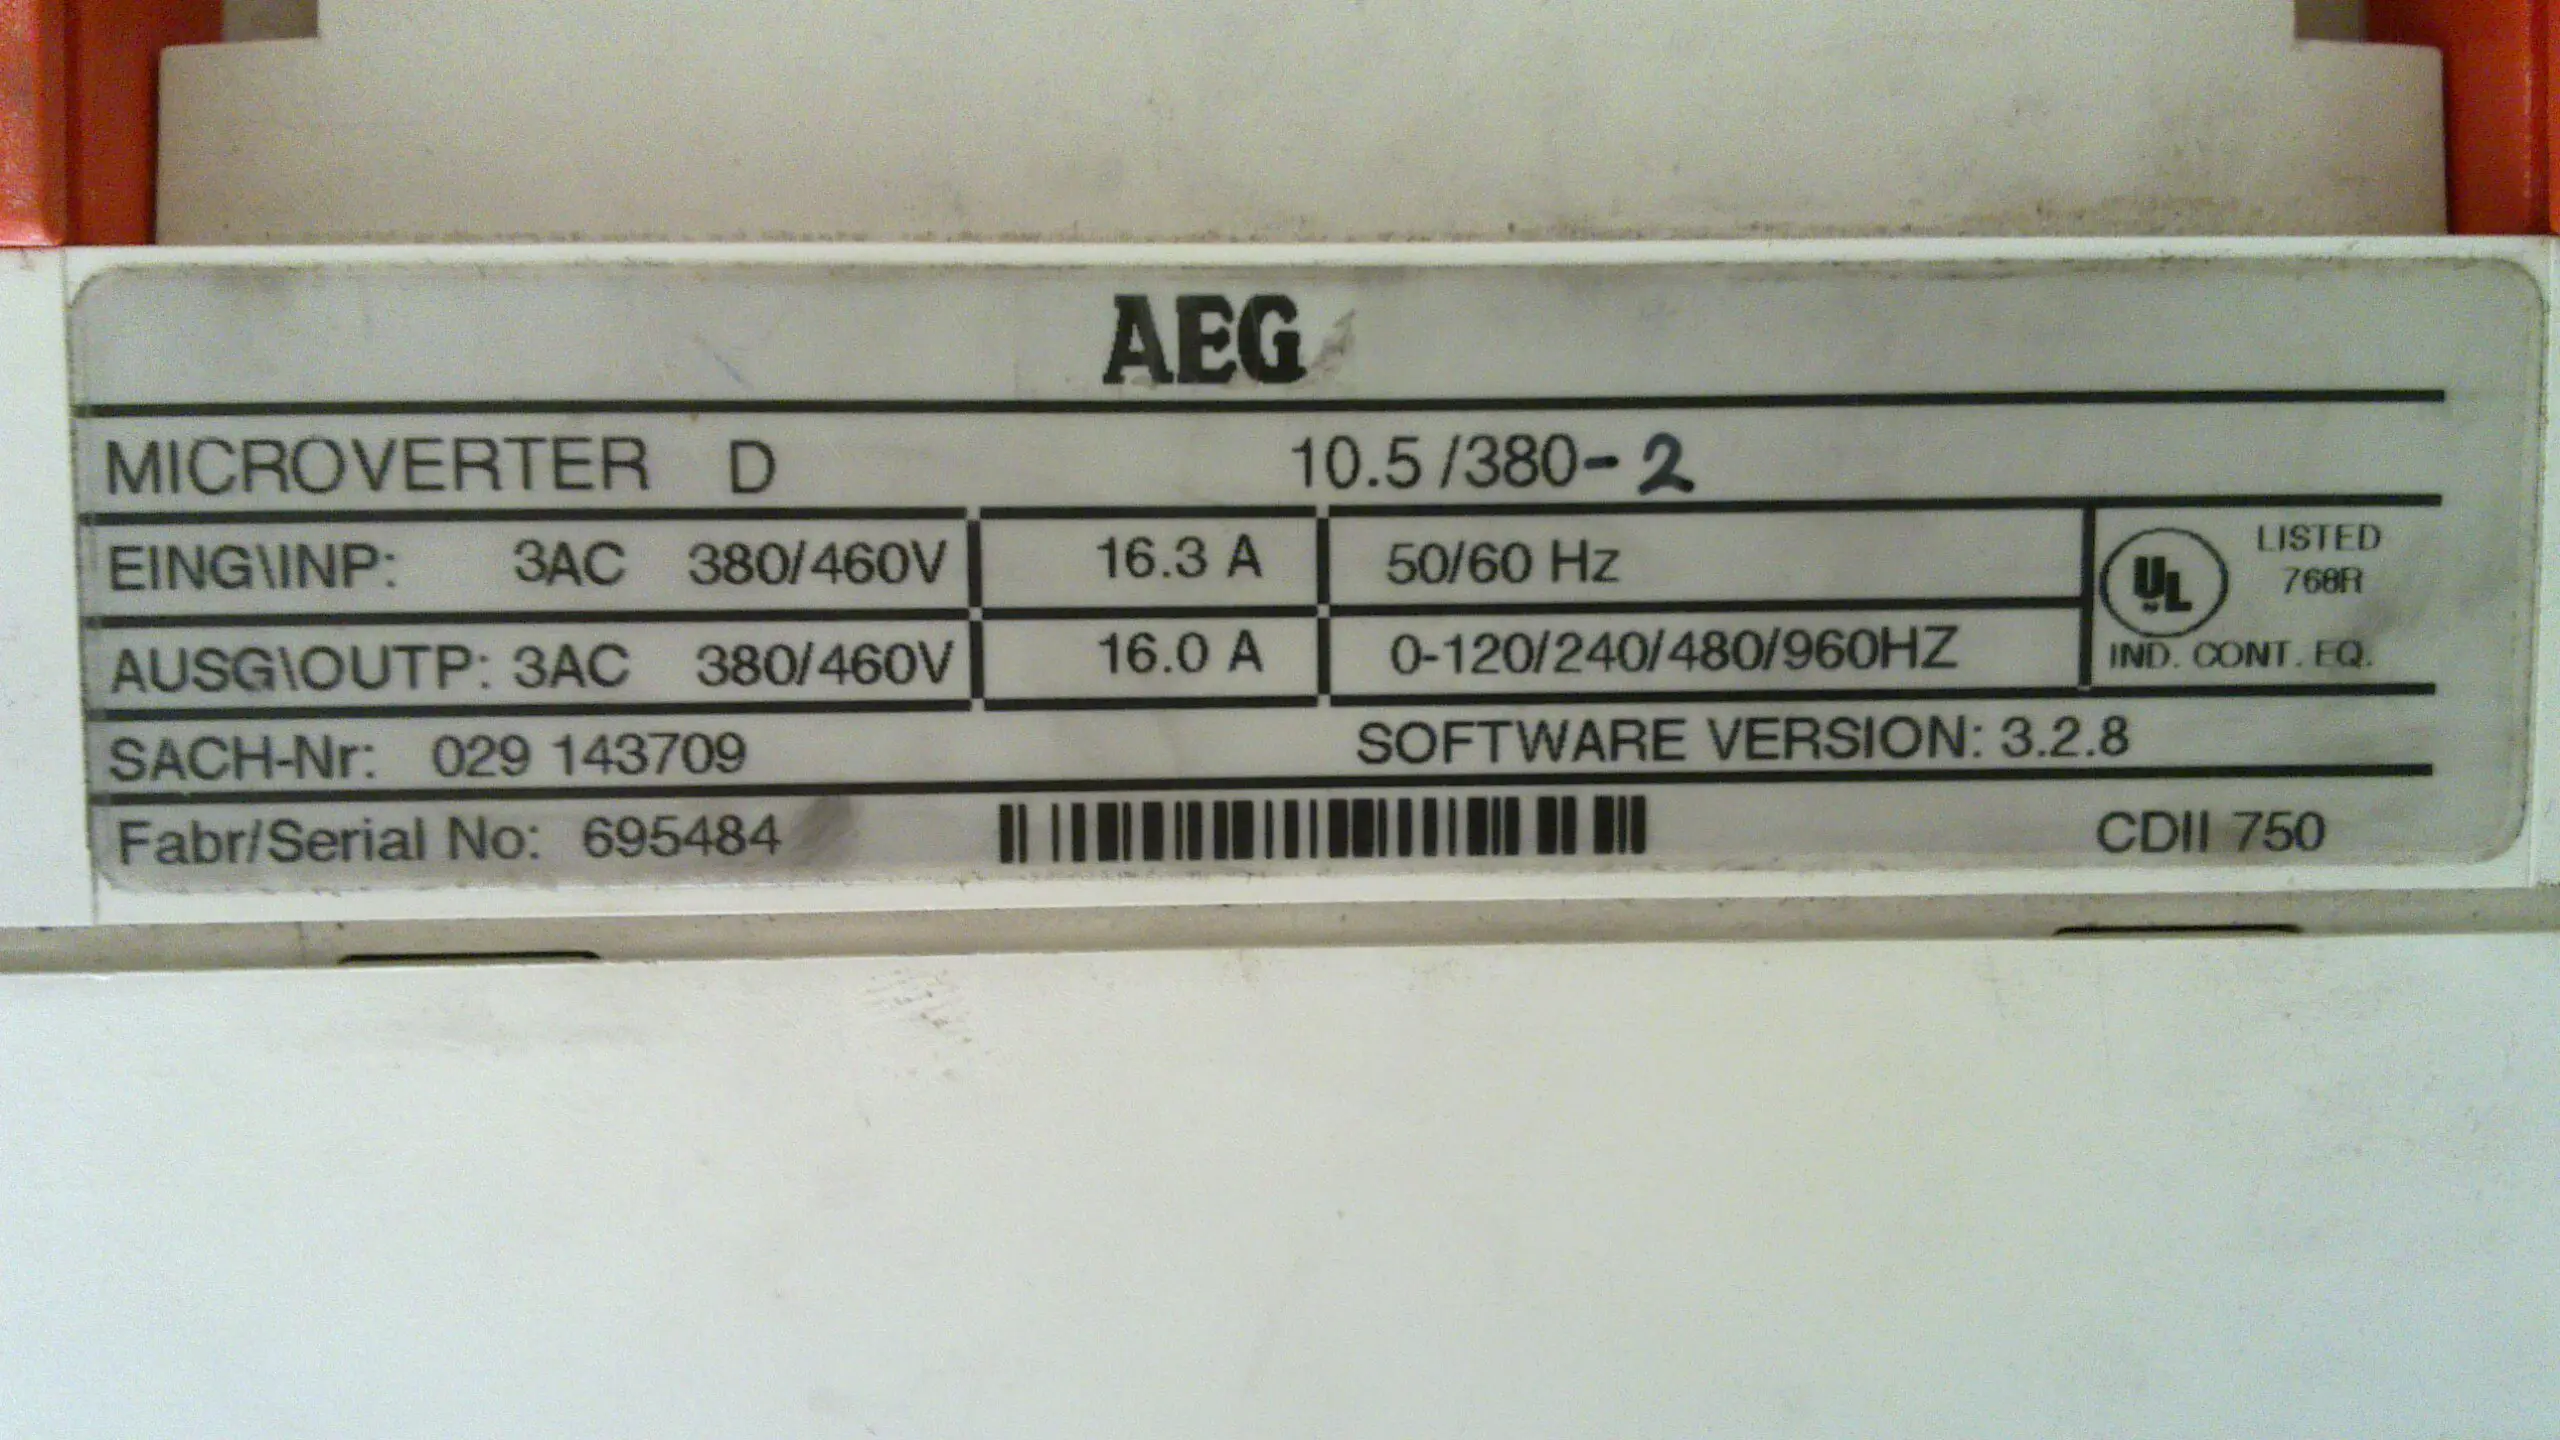 AEG
MICROVERTER D 10.5/380-2
EING\INP: 3AC 380/460V 16.3 A 50/60 Hz
UL LISTED
768R
IND. CONT. EQ.
AUSG\OUTP: 3AC 380/460V 16.0 A 0-120/240/480/960HZ
SACH-Nr: 029 143709 SOFTWARE VERSION: 3.2.8
Fabr/Serial No: 695484 CDII 750